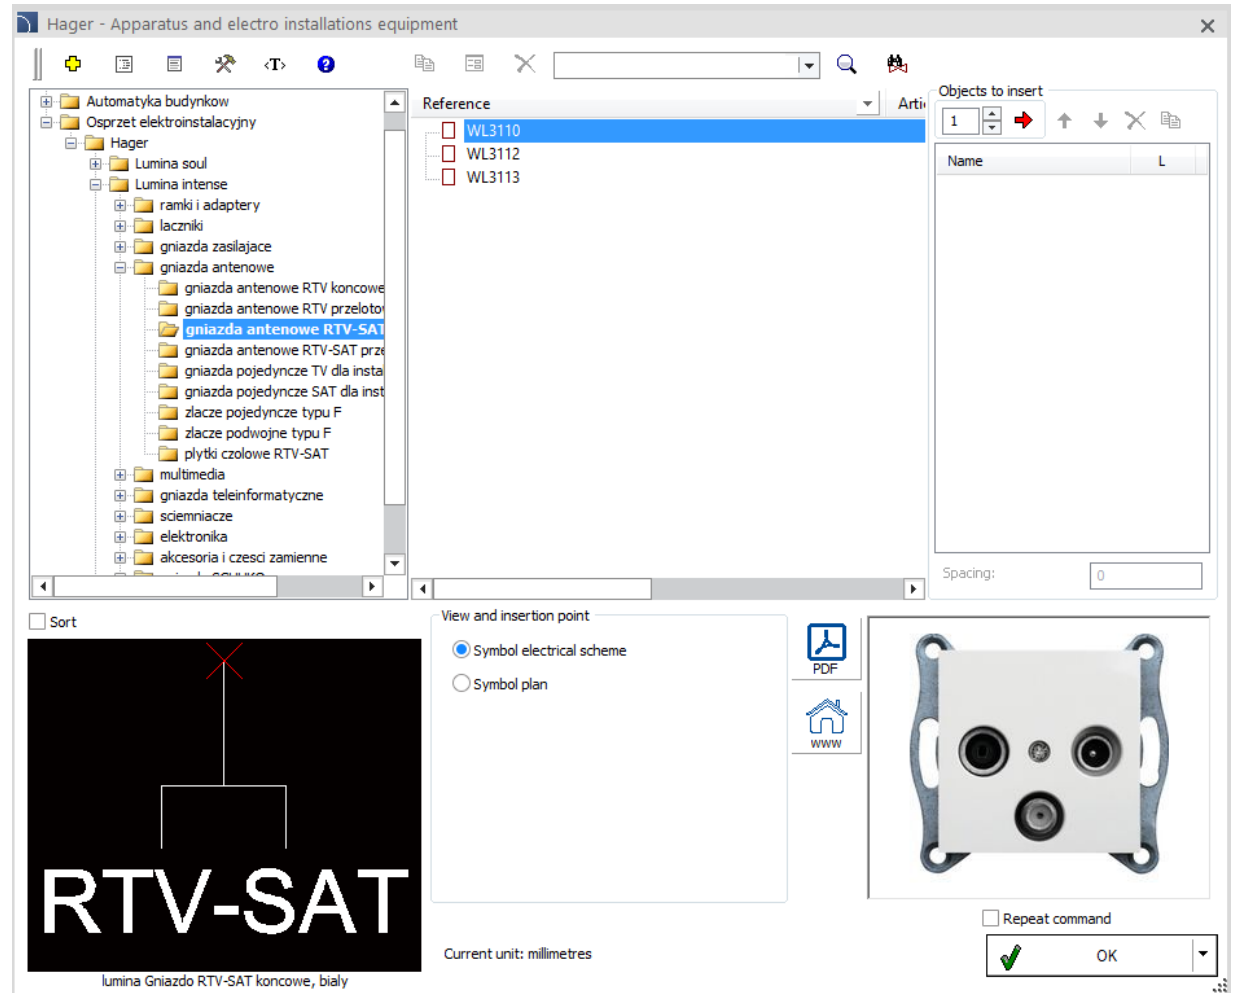 Hager - Apparatus and electro installations equipment
<T>
Objects to insert
Automatyka budynkow
Osprzet elektroinstalacyjny
Hager
Lumina soul
Lumina intense
ramki i adaptery
laczniki
gniazda zasilajace
gniazda antenowe
gniazda antenowe RTV koncowe
gniazda antenowe RTV przeloto
gniazda antenowe RTV-SAT
gniazda antenowe RTV-SAT prze
gniazda pojedyncze TV dla insta
gniazda pojedyncze SAT dla inst
zlacze pojedyncze typu F
zlacze podwojne typu F
plytki czolowe RTV-SAT
multimedia
gniazda teleinformatyczne
sciemniacze
elektronika
akcesoria i czesci zamienne
Reference Arti
WL3110
WL3112
WL3113
1
Name L
Spacing: 0
Sort
RTV-SAT
lumina Gniazdo RTV-SAT koncowe, bialy
View and insertion point
Symbol electrical scheme
Symbol plan
PDF
www
Current unit: millimetres
Repeat command
OK